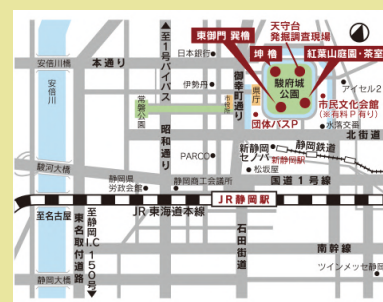 東御門 巽櫓
天守台
発掘調査現場
坤櫓
紅葉山庭園・茶室
至1号バイパス
日本銀行
安倍川橋
安倍川
本通り
伊勢丹
御幸町通り
県庁
駿府城
公園
アイセル21
市民文化会館
(※有料P有り)
常磐
公園
昭和通り
団体バスP
水落交番
北街道
PARCO
新静岡
セノバ
静岡鉄道
新静岡駅
松坂屋
駿河大橋
静岡県
労政会館
静岡商工会議所
国道1号線
JR静岡駅
至名古屋
JR東海道本線
至静岡I.C
150号
東名取付道路
石田街道
南幹線
静岡大橋
ツインメッセ静岡